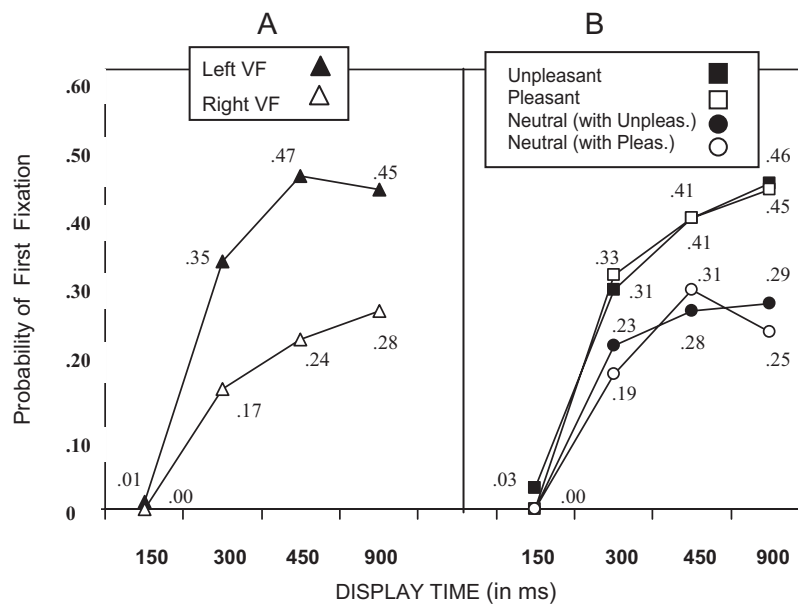 A
B
Left VF
Right VF
Unpleasant
Pleasant
Neutral (with Unpleas.)
Neutral (with Pleas.)
Probability of First Fixation
.60
.50
.40
.30
.20
.10
0
.47
.45
.35
.28
.24
.17
.01
.00
.46
.41
.45
.33
.41
.31
.31
.29
.23
.28
.25
.19
.03
.00
150 300 450 900
150 300 450 900
DISPLAY TIME (in ms)